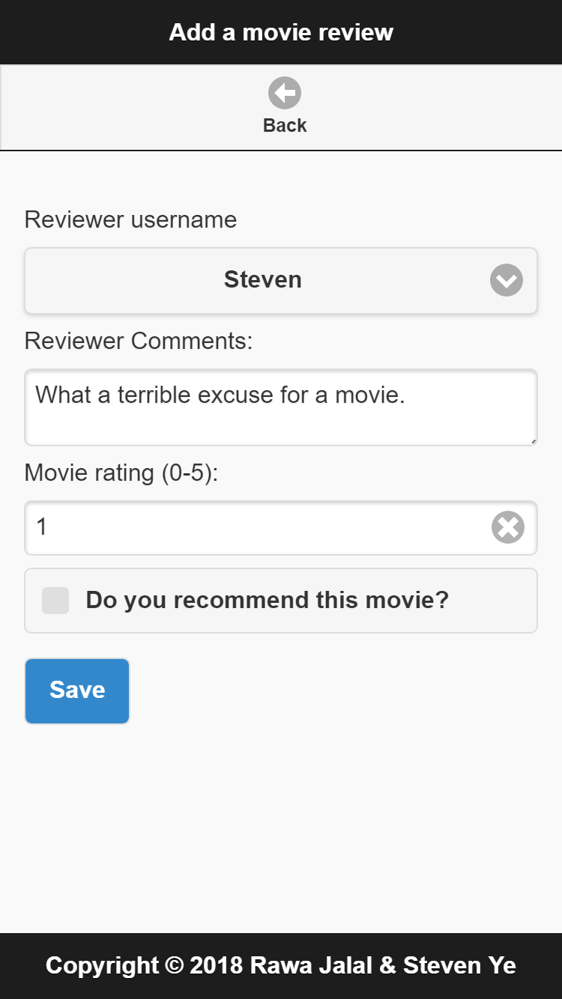 Add a movie review
Back
Reviewer username
Steven
Reviewer Comments:
What a terrible excuse for a movie.
Movie rating (0-5):
1
Do you recommend this movie?
Save
Copyright © 2018 Rawa Jalal & Steven Ye